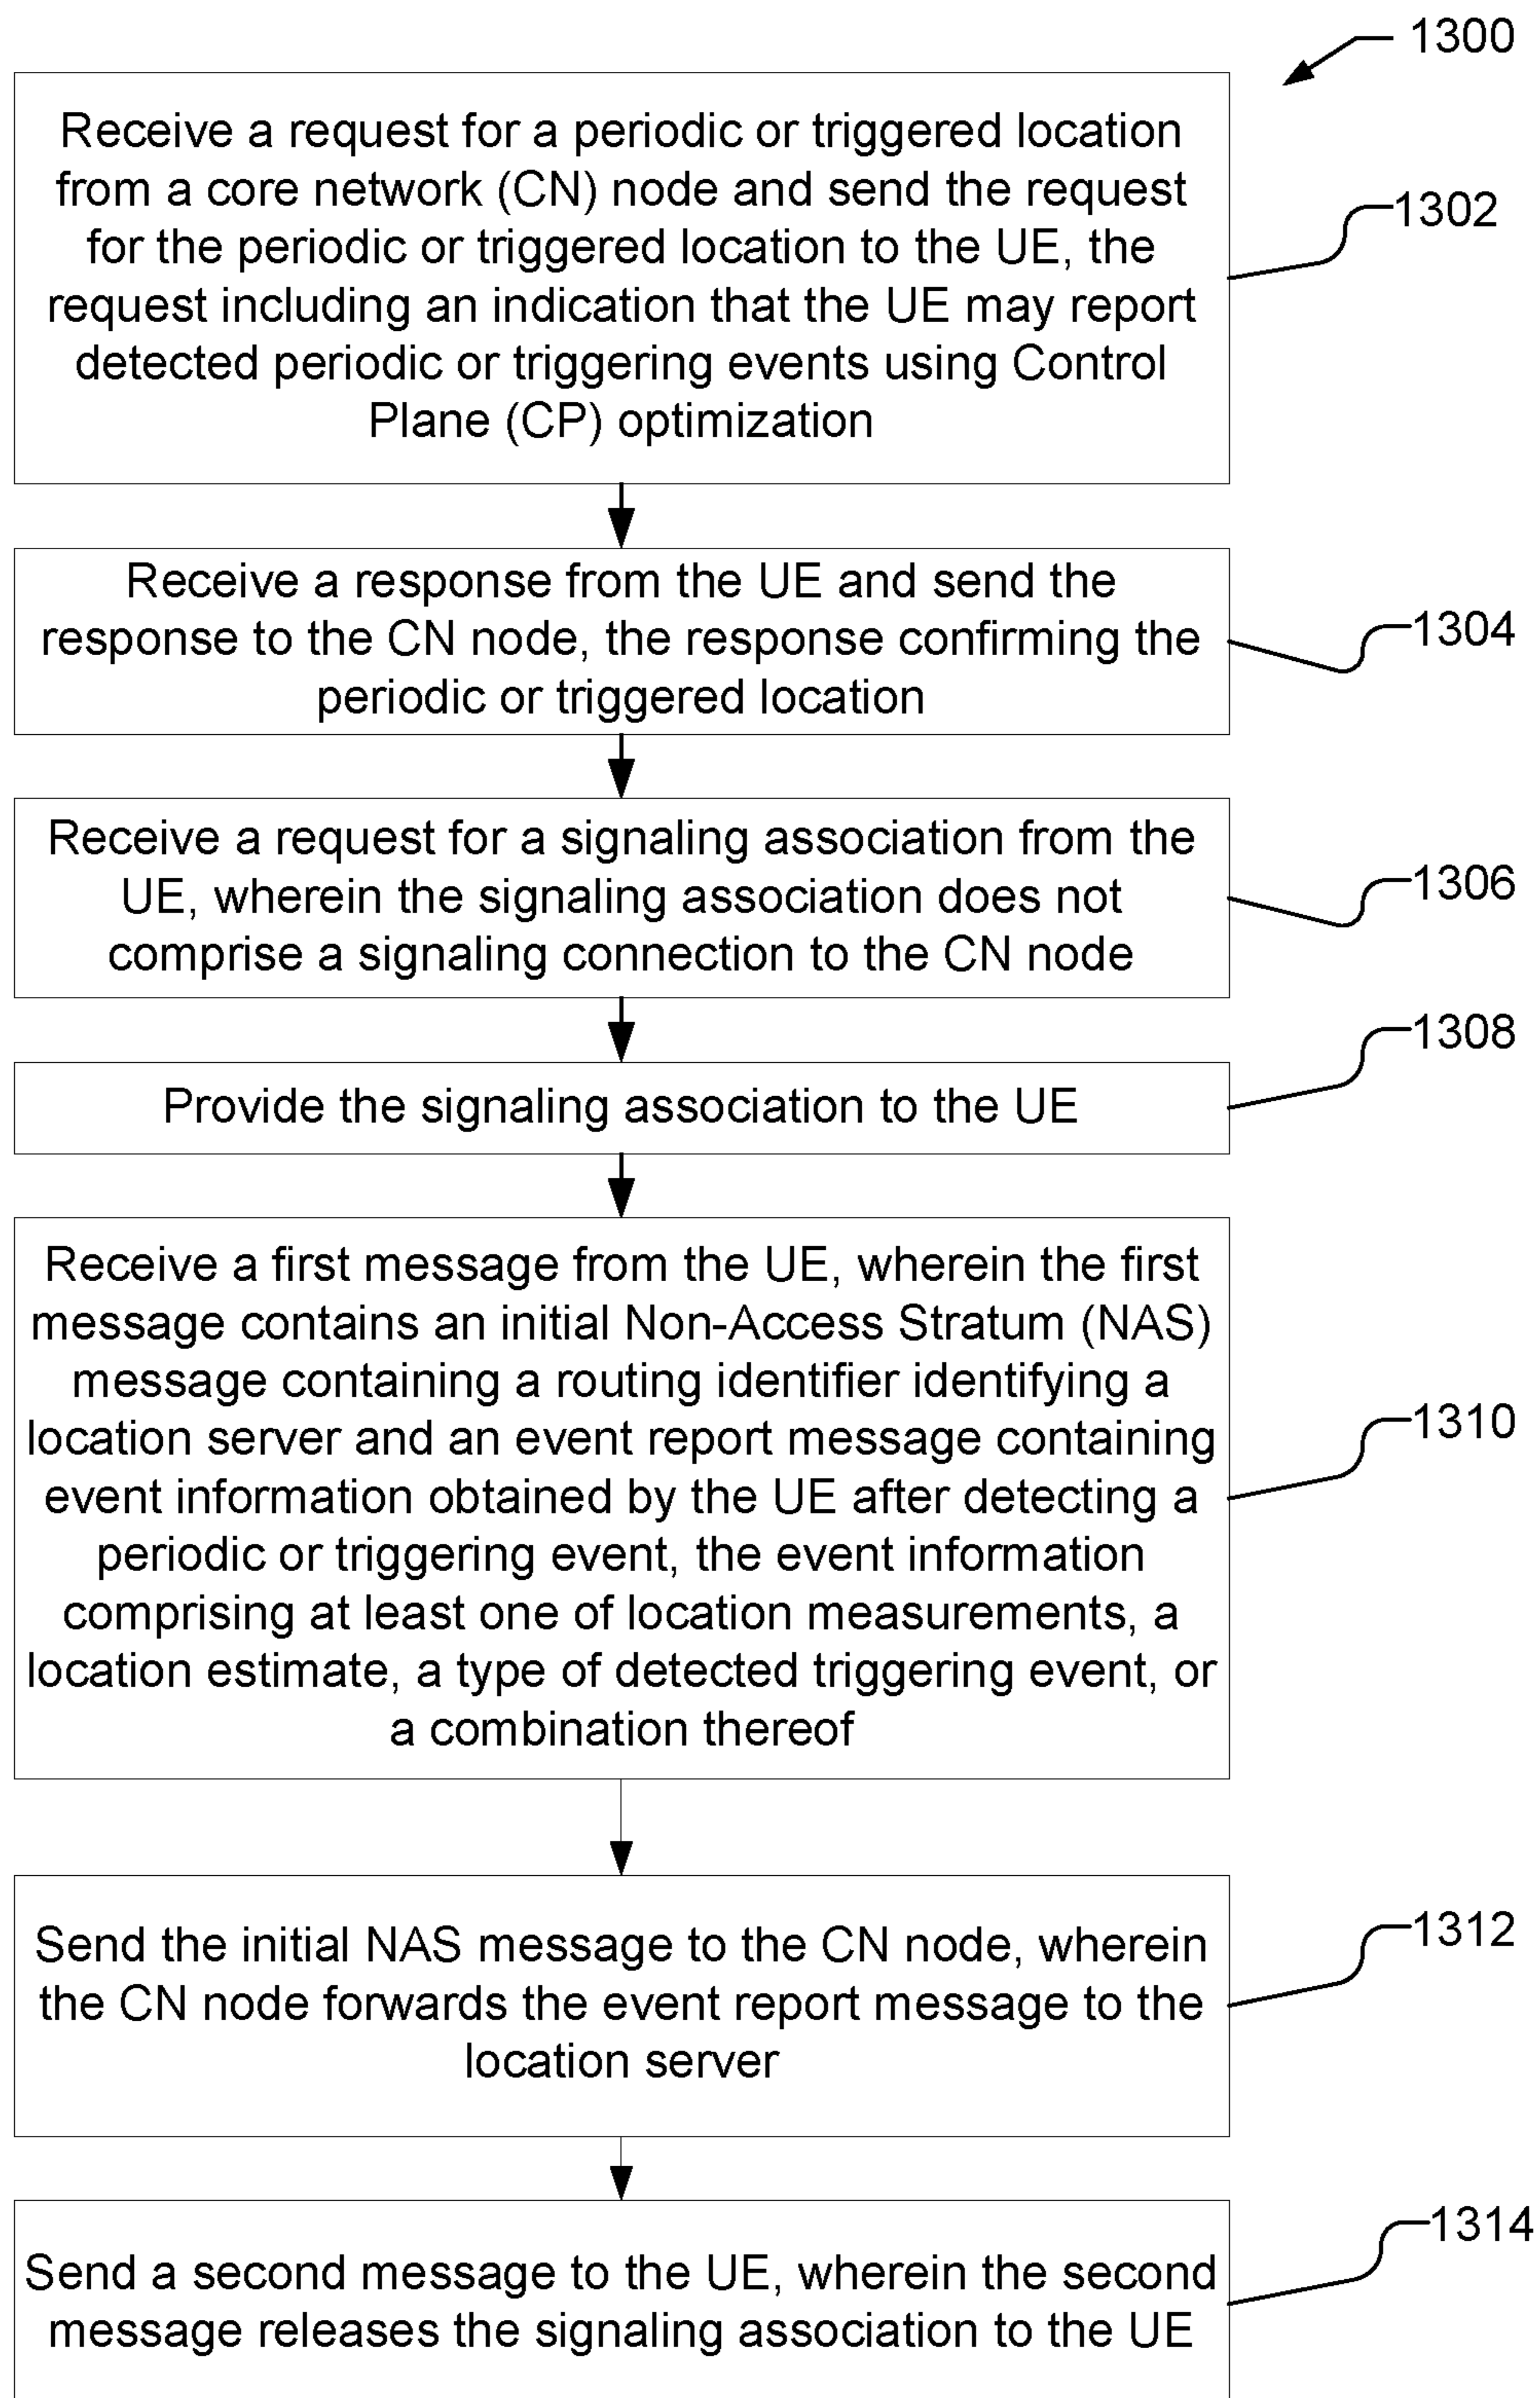 1300
Receive a request for a periodic or triggered location
from a core network (CN) node and send the request
for the periodic or triggered location to the UE, the
request including an indication that the UE may report
detected periodic or triggering events using Control
Plane (CP) optimization
1302
Receive a response from the UE and send the
response to the CN node, the response confirming the
periodic or triggered location
1304
Receive a request for a signaling association from the
UE, wherein the signaling association does not
comprise a signaling connection to the CN node
1306
Provide the signaling association to the UE
1308
Receive a first message from the UE, wherein the first
message contains an initial Non-Access Stratum (NAS)
message containing a routing identifier identifying a
location server and an event report message containing
event information obtained by the UE after detecting a
periodic or triggering event, the event information
comprising at least one of location measurements, a
location estimate, a type of detected triggering event, or
a combination thereof
1310
Send the initial NAS message to the CN node, wherein
the CN node forwards the event report message to the
location server
1312
Send a second message to the UE, wherein the second
message releases the signaling association to the UE
1314